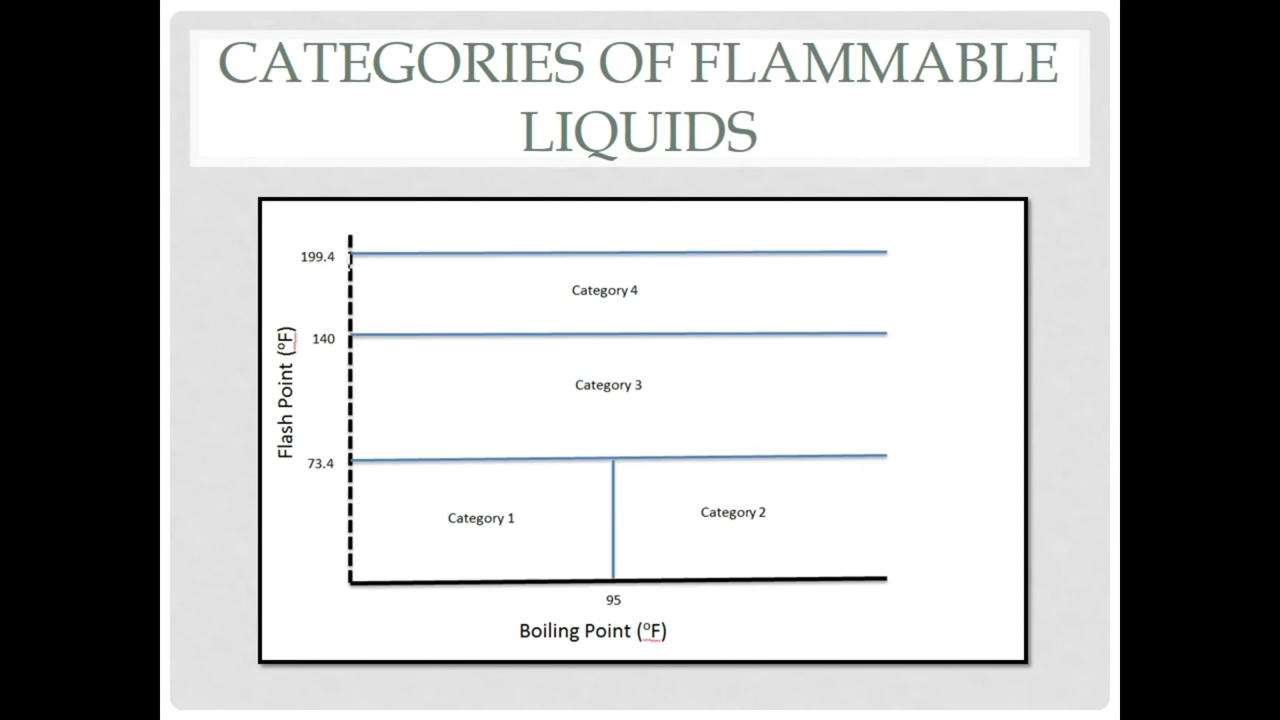 CATEGORIES OF FLAMMABLE
LIQUIDS
199.4
Category 4
140
Flash Point (ºF)
Category 3
73.4
Category 1
Category 2
95
Boiling Point (ºF)